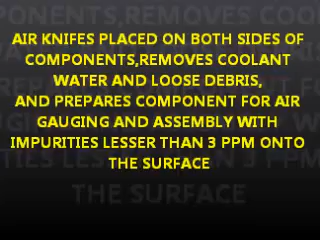 AIR KNIFES PLACED ON BOTH SIDES OF
COMPONENTS,REMOVES COOLANT
WATER AND LOOSE DEBRIS,
AND PREPARES COMPONENT FOR AIR
GAUGING AND ASSEMBLY WITH
IMPURITIES LESSER THAN 3 PPM ONTO
THE SURFACE